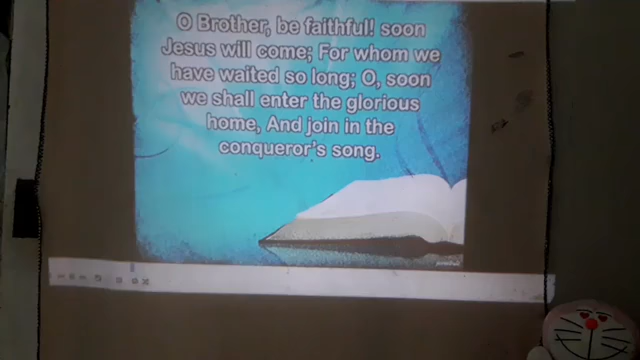 O Brother, be faithful! soon
Jesus will come; For whom we
have waited so long; O, soon
we shall enter the glorious
home, And join in the
conqueror's song.